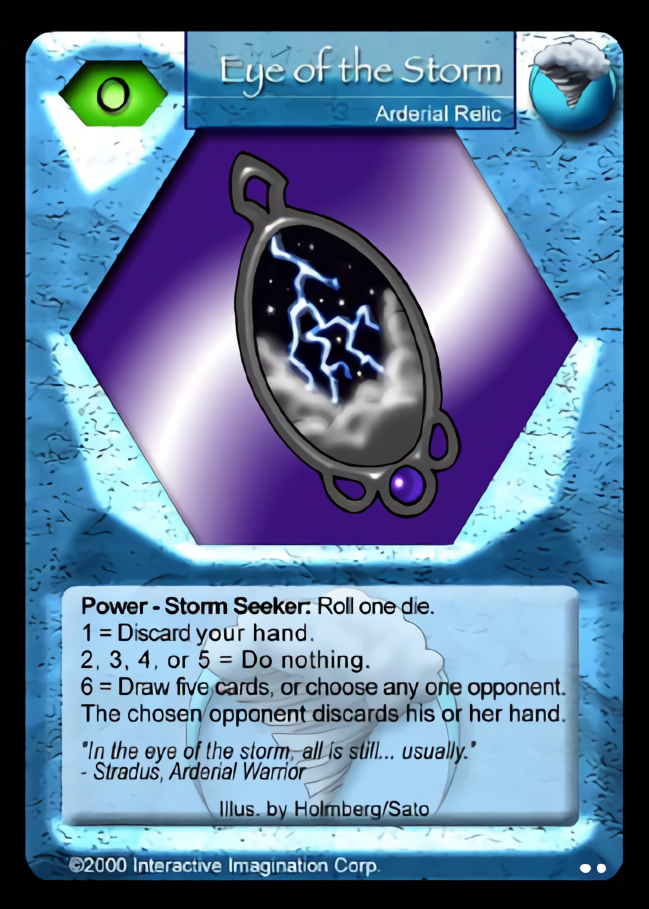 0
Eye of the Storm
Arderial Relic
Power - Storm Seeker: Roll one die.
1 = Discard your hand.
2, 3, 4, or 5 = Do nothing.
6 = Draw five cards, or choose any one opponent.
The chosen opponent discards his or her hand.
"In the eye of the storm, all is still... usually."
- Stradus, Arderial Warrior
Illus. by Holmberg/Sato
©2000 Interactive Imagination Corp.